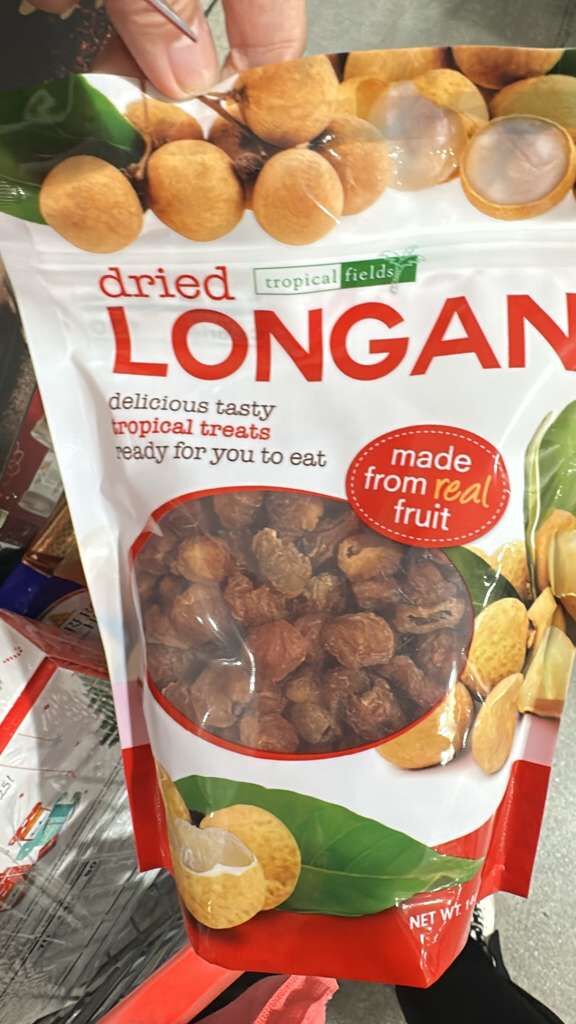 dried tropical fields
LONGAN
delicious tasty
tropical treats
ready for you to eat
made
from real
fruit
NET WT.